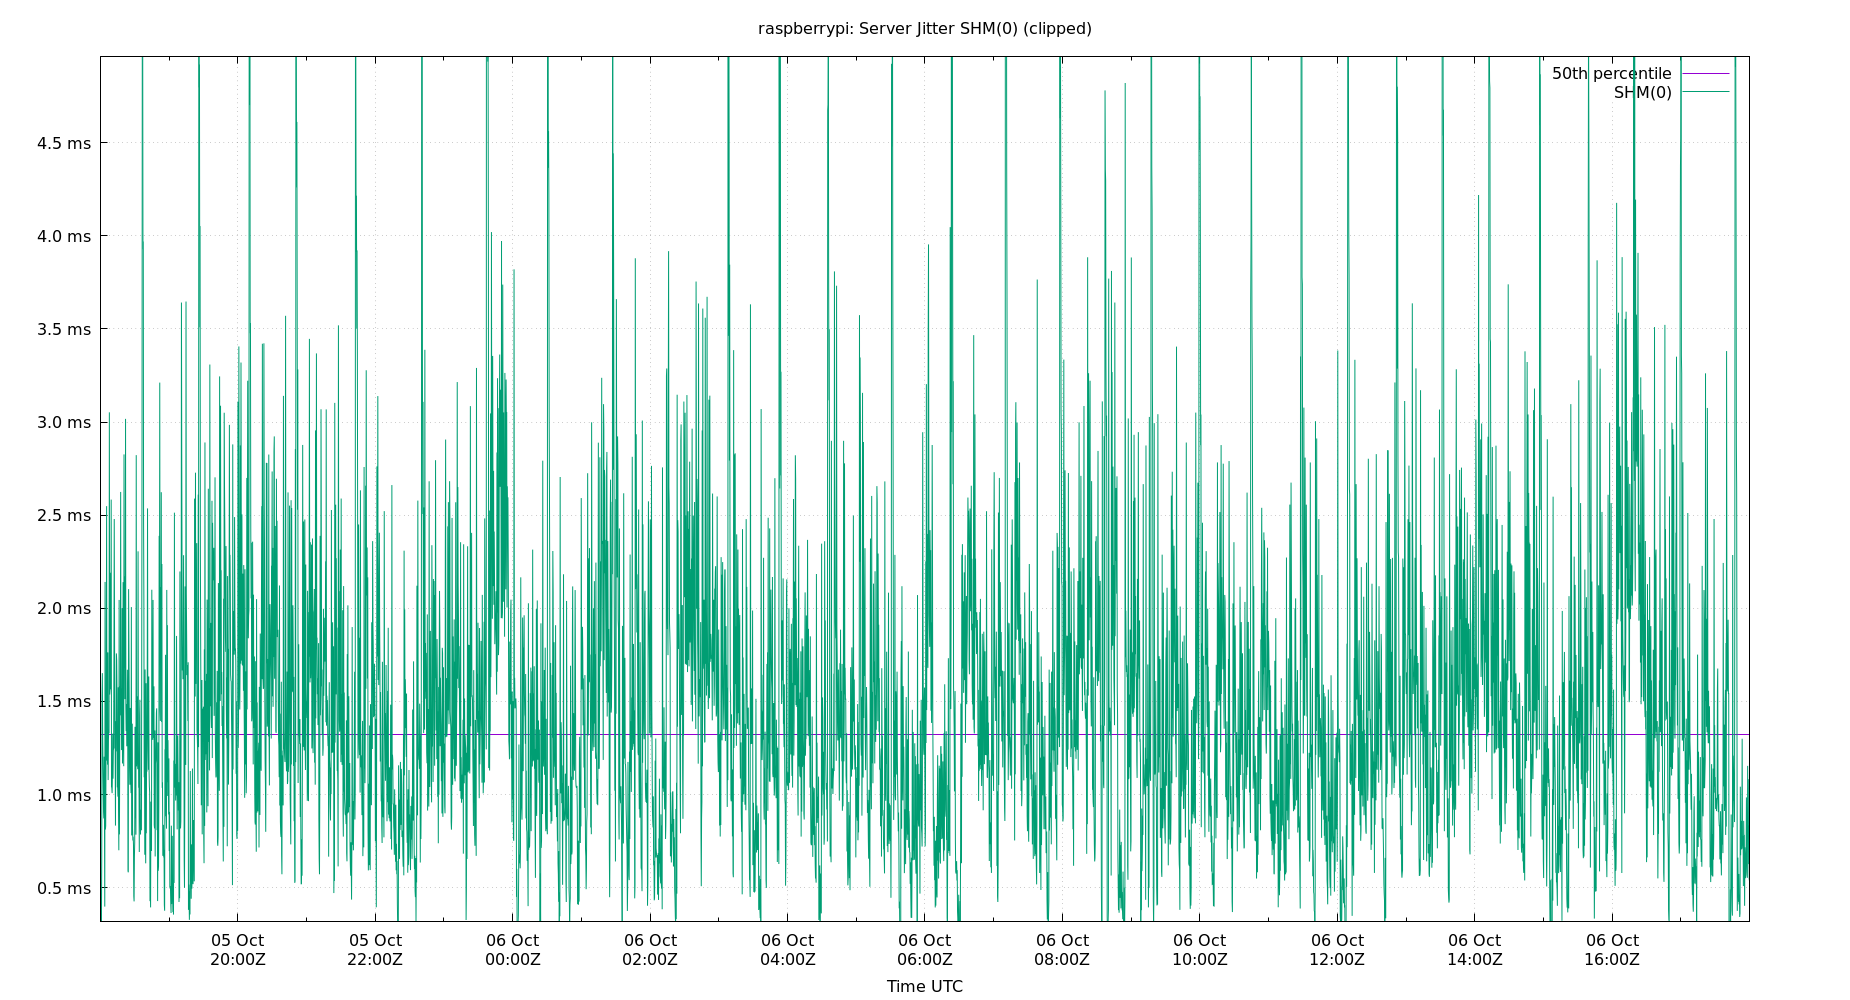 raspberrypi: Server Jitter SHM(0) (clipped)
50th percentile
SHM(0)
4.5 ms
4.0 ms
3.5 ms
3.0 ms
2.5 ms
2.0 ms
1.5 ms
1.0 ms
0.5 ms
05 Oct 05 Oct 06 Oct 06 Oct 06 Oct 06 Oct 06 Oct 06 Oct 06 Oct 06 Oct 06 Oct
20:00Z 22:00Z 00:00Z 02:00Z 04:00Z 06:00Z 08:00Z 10:00Z 12:00Z 14:00Z 16:00Z
Time UTC